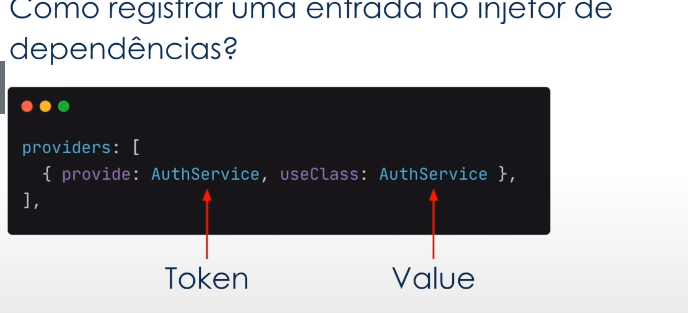 Como registrar uma entrada no injetor de
dependências?
providers: [
{ provide: AuthService, useClass: AuthService },
],
Token
Value